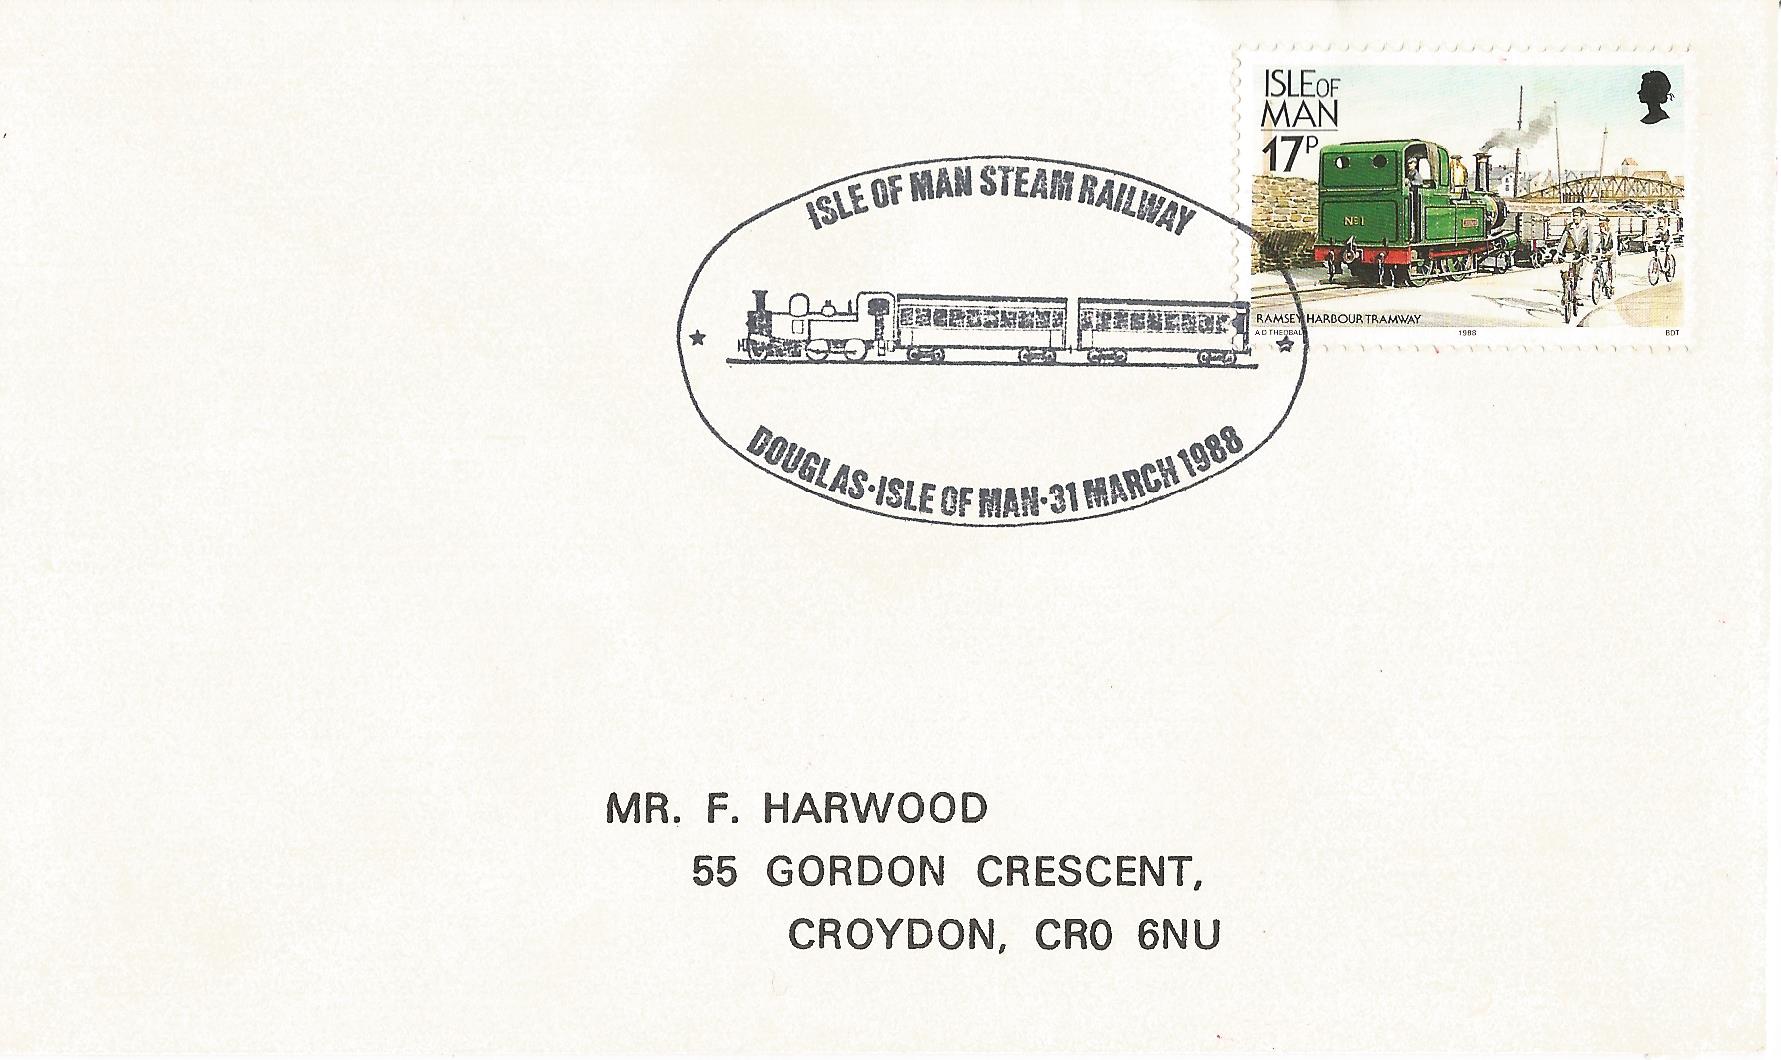 ISLE OF
MAN
17P
Nº1
RAMSEY HARBOUR TRAMWAY
1988
BDT
ISLE OF MAN STEAM RAILWAY
DOUGLAS·ISLE OF MAN·31 MARCH 1988
MR. F. HARWOOD
55 GORDON CRESCENT,
CROYDON, CR0 6NU